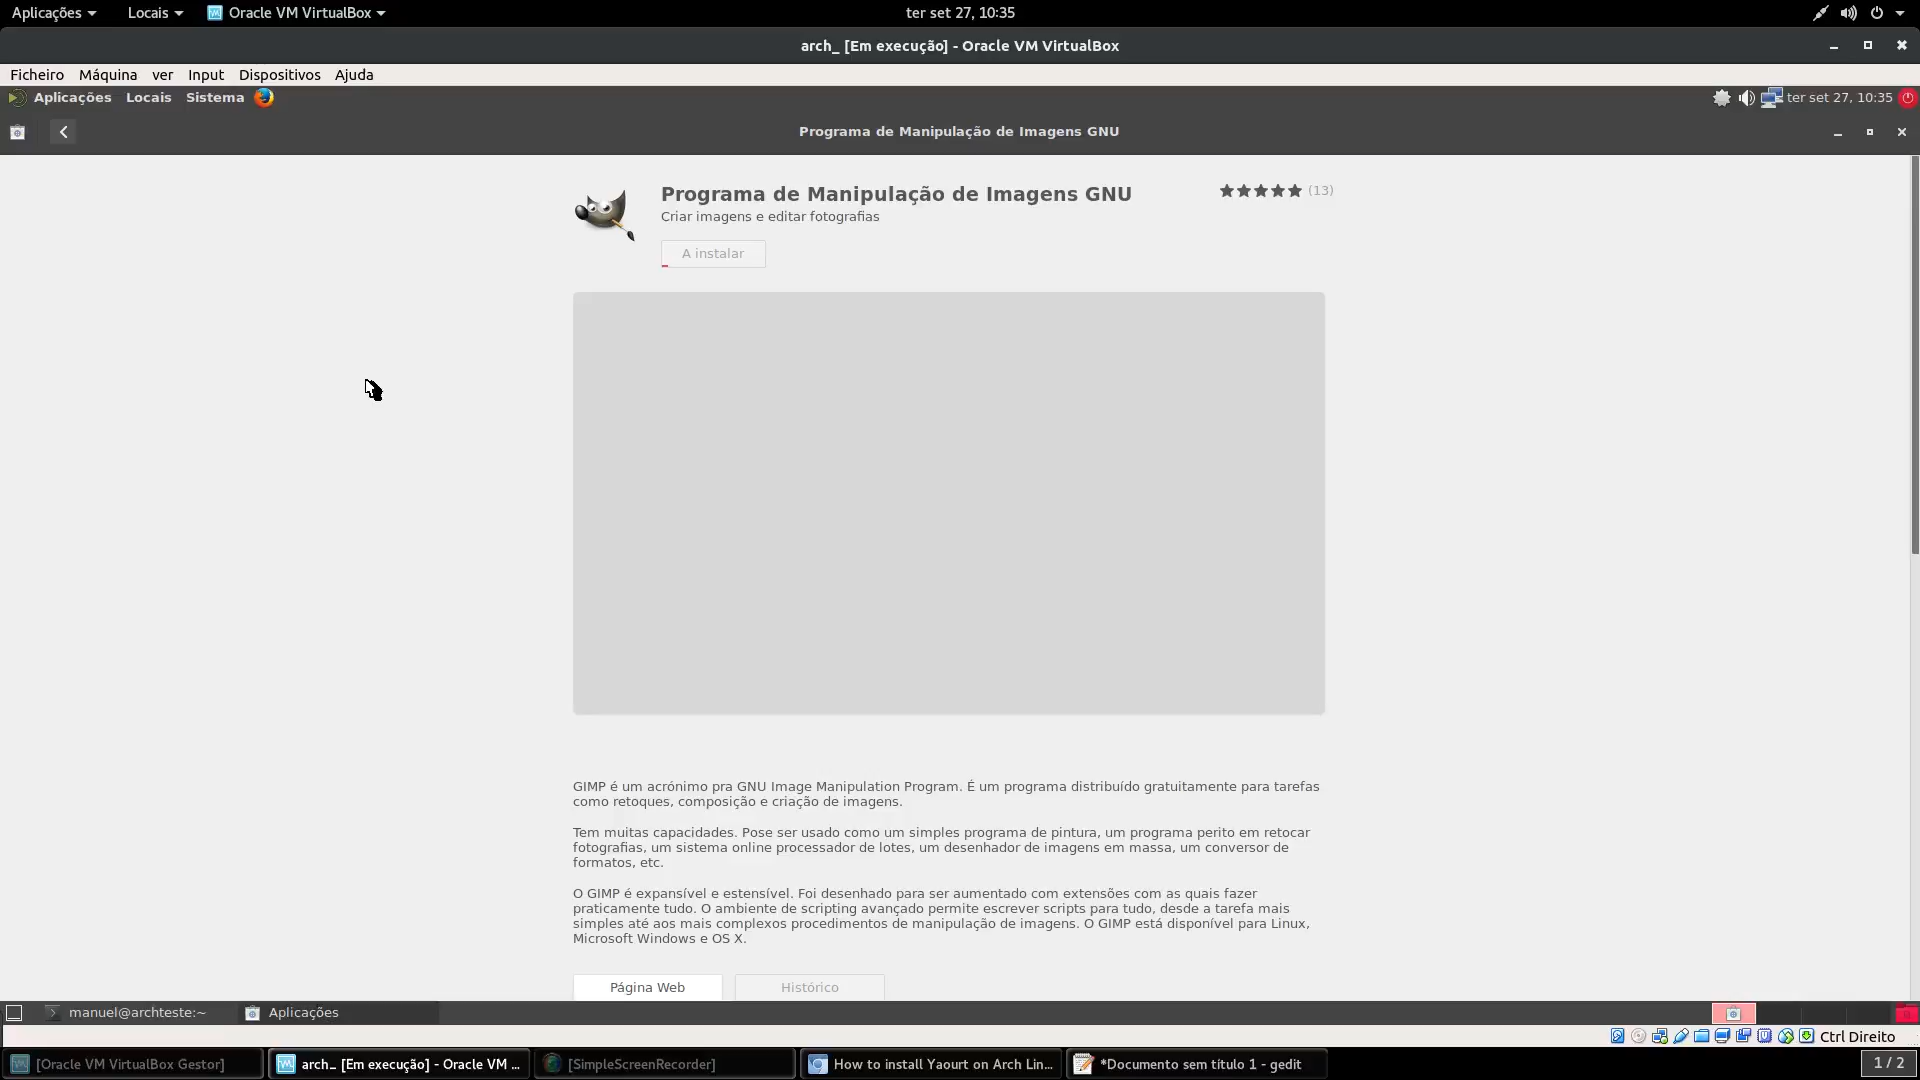 Aplicações
Locais
Oracle VM VirtualBox
ter set 27, 10:35
arch_ [Em execução] - Oracle VM VirtualBox
Ficheiro Máquina ver Input Dispositivos Ajuda
Aplicações Locais Sistema
ter set 27, 10:35
Programa de Manipulação de Imagens GNU
Programa de Manipulação de Imagens GNU
(13)
Criar imagens e editar fotografias
A instalar
GIMP é um acrónimo pra GNU Image Manipulation Program. É um programa distribuído gratuitamente para tarefas
como retoques, composição e criação de imagens.
Tem muitas capacidades. Pose ser usado como um simples programa de pintura, um programa perito em retocar
fotografias, um sistema online processador de lotes, um desenhador de imagens em massa, um conversor de
formatos, etc.
O GIMP é expansível e estensível. Foi desenhado para ser aumentado com extensões com as quais fazer
praticamente tudo. O ambiente de scripting avançado permite escrever scripts para tudo, desde a tarefa mais
simples até aos mais complexos procedimentos de manipulação de imagens. O GIMP está disponível para Linux,
Microsoft Windows e OS X.
Página Web
Histórico
manuel@archteste:~
Aplicações
Ctrl Direito
[Oracle VM VirtualBox Gestor]
arch_ [Em execução] - Oracle VM ...
[SimpleScreenRecorder]
How to install Yaourt on Arch Lin...
*Documento sem título 1 - gedit
1 / 2